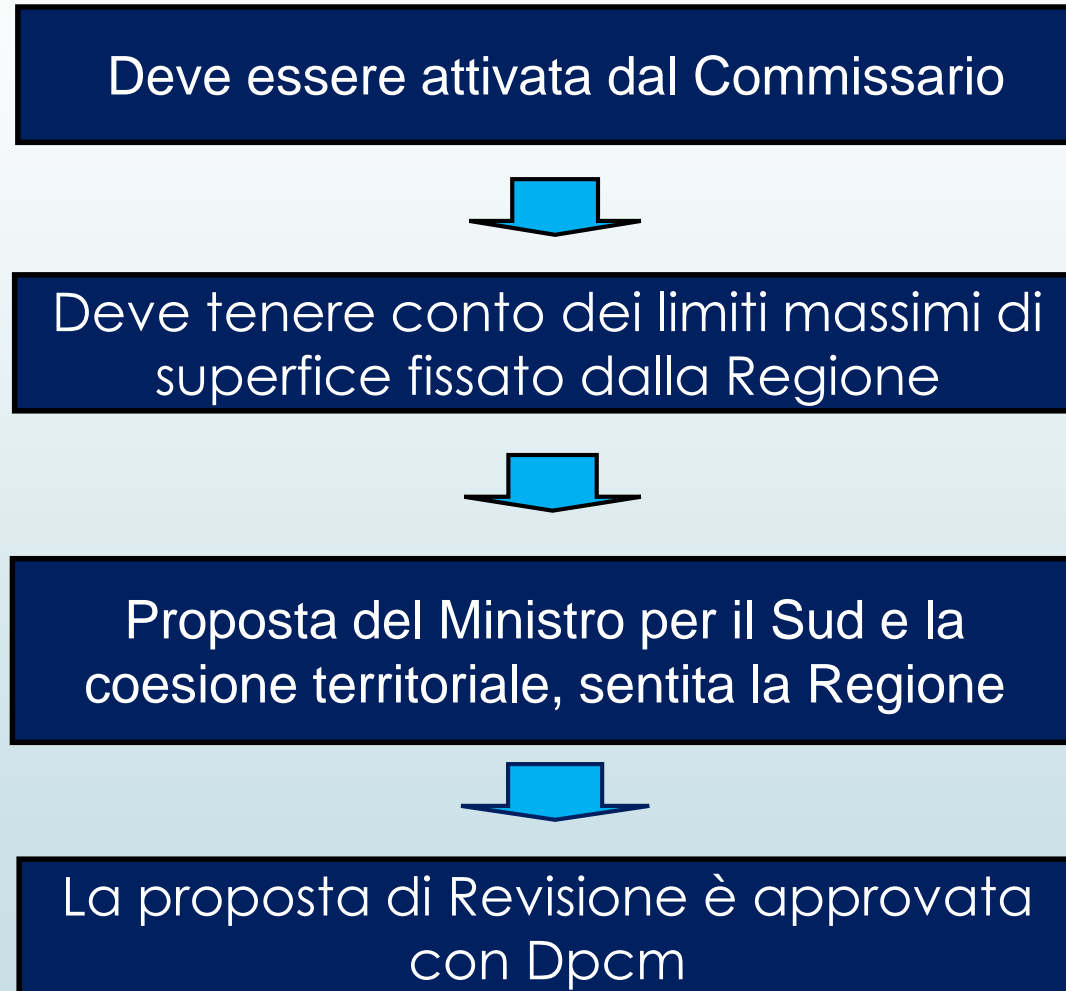 Deve essere attivata dal Commissario
Deve tenere conto dei limiti massimi di
superfice fissato dalla Regione
Proposta del Ministro per il Sud e la
coesione territoriale, sentita la Regione
La proposta di Revisione è approvata
con Dpcm